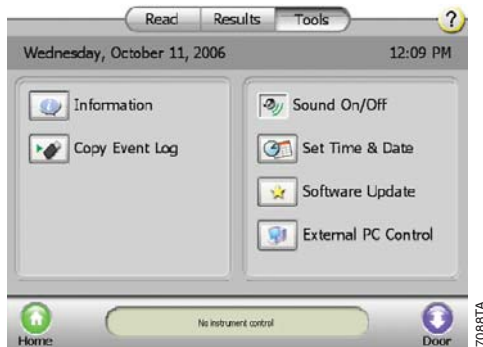 Read Results Tools ?
Wednesday, October 11, 2006 12:09 PM
Information
Copy Event Log
Sound On/Off
Set Time & Date
Software Update
External PC Control
Home
No instrument control
Door
7088TA